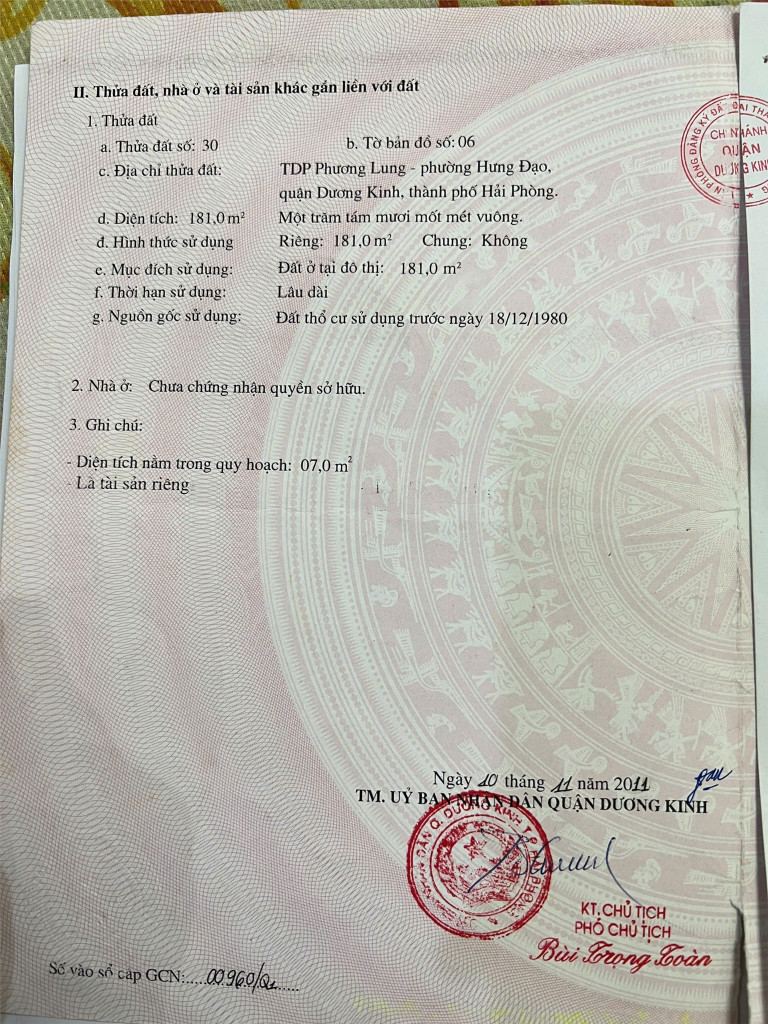 II. Thửa đất, nhà ở và tài sản khác gắn liền với đất
1. Thửa đất
a. Thửa đất số: 30 b. Tờ bản đồ số: 06
c. Địa chỉ thửa đất: TDP Phương Lung - phường Hưng Đạo,
quận Dương Kinh, thành phố Hải Phòng.
d. Diện tích: 181,0 m² Một trăm tám mươi mốt mét vuông.
đ. Hình thức sử dụng Riêng: 181,0 m² Chung: Không
e. Mục đích sử dụng: Đất ở tại đô thị: 181,0 m²
f. Thời hạn sử dụng: Lâu dài
g. Nguồn gốc sử dụng: Đất thổ cư sử dụng trước ngày 18/12/1980
2. Nhà ở: Chưa chứng nhận quyền sở hữu.
3. Ghi chú:
- Diện tích nằm trong quy hoạch: 07,0 m²
- Là tài sản riêng
CHI NHÁNH
QUẬN
DƯƠNG KINH
Ngày 10 tháng 11 năm 2011
TM. UỶ BAN NHÂN DÂN QUẬN DƯƠNG KINH
KT. CHỦ TỊCH
PHÓ CHỦ TỊCH
Bùi Trọng Toàn
Số vào sổ cấp GCN:.....00960/Q1......